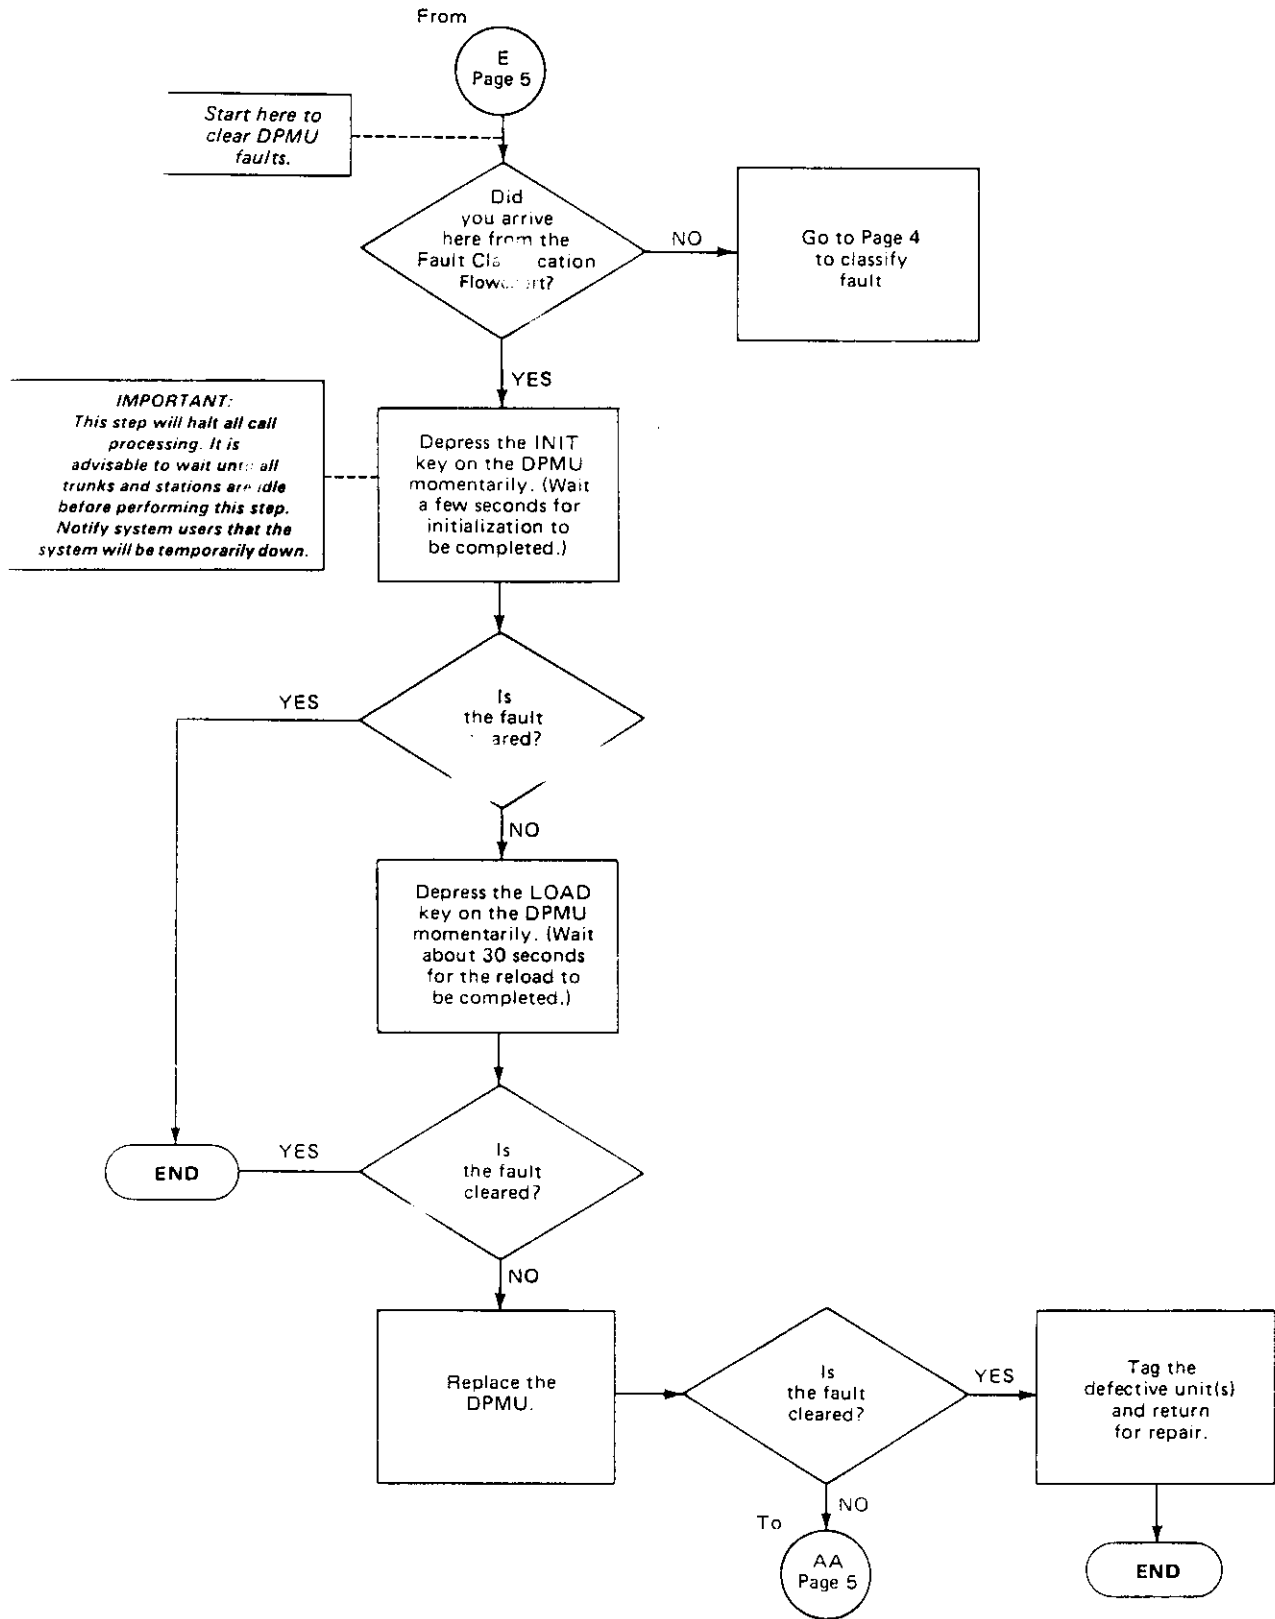 From
E
Page 5
Start here to
clear DPMU
faults.
Did
you arrive
here from the
Fault
Go to Page 4
to classify
fault
NO
YES
IMPORTANT:
This step will halt all call
processing. It is
advisable to wait all
trunks and stations are idle
before performing this step.
Notify system users that the
system will be temporarily down.
Depress the INIT
key on the DPMU
momentarily. (Wait
a few seconds for
initialization to
be completed.)
YES
Is
the fault
NO
Depress the LOAD
key on the DPMU
momentarily. (Wait
about 30 seconds
for the reload to
be completed.)
END
YES
Is
the fault
cleared?
NO
Replace the
DPMU.
Is
the fault
cleared?
YES
Tag the
defective unit(s)
and return
for repair.
NO
To
AA
Page 5
END